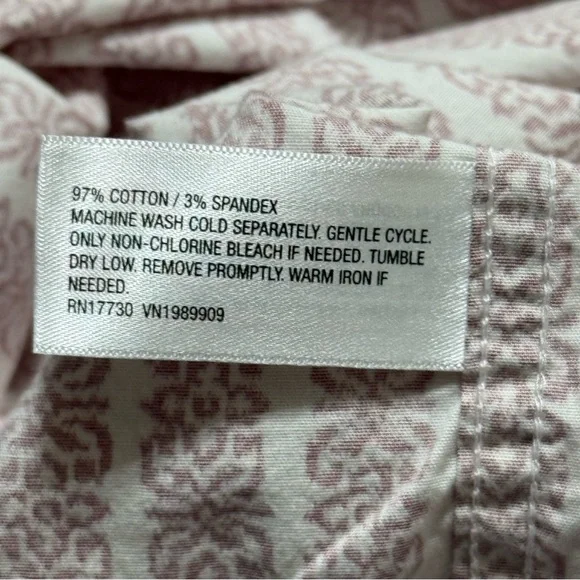 97% COTTON / 3% SPANDEX
MACHINE WASH COLD SEPARATELY. GENTLE CYCLE.
ONLY NON-CHLORINE BLEACH IF NEEDED. TUMBLE
DRY LOW. REMOVE PROMPTLY. WARM IRON IF
NEEDED.
RN17730 VN1989909